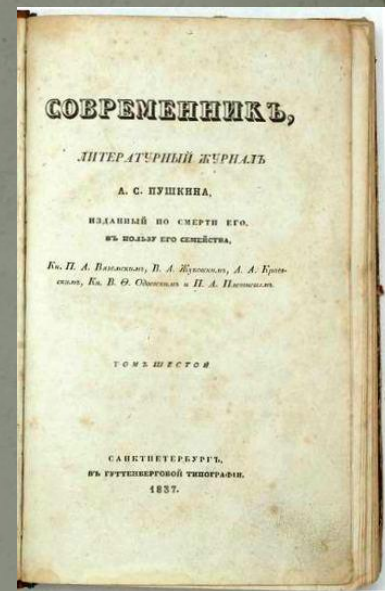 СОВРЕМЕННИКЪ,
ЛИТЕРАТУРНЫЙ ЖУРНАЛЪ
А. С. ПУШКИНА,
ИЗДАННЫЙ ПО СМЕРТИ ЕГО,
ВЪ ПОЛЬЗУ ЕГО СЕМЕЙСТВА,
Кн. П. А. Вяземскимъ, В. А. Жуковскимъ, А. А. Краев-
скимъ, Кн. В. Ѳ. Одоевскимъ и П. А. Плетневымъ.
ТОМЪ ШЕСТОЙ
САНКТПЕТЕРБУРГЪ,
ВЪ ГУТТЕНБЕРГОВОЙ ТИПОГРАФІИ.
1837.